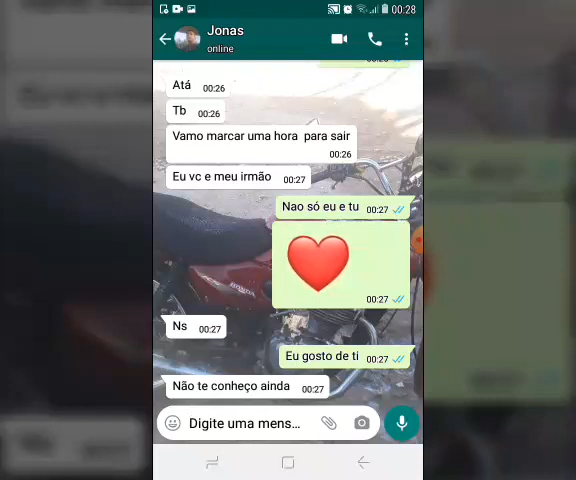 00:28
Jonas
online
Atá 00:26
Tb 00:26
Vamo marcar uma hora para sair
00:26
Eu vc e meu irmão 00:27
Nao só eu e tu 00:27
00:27
Ns 00:27
Eu gosto de ti 00:27
Não te conheço ainda 00:27
Digite uma mens...